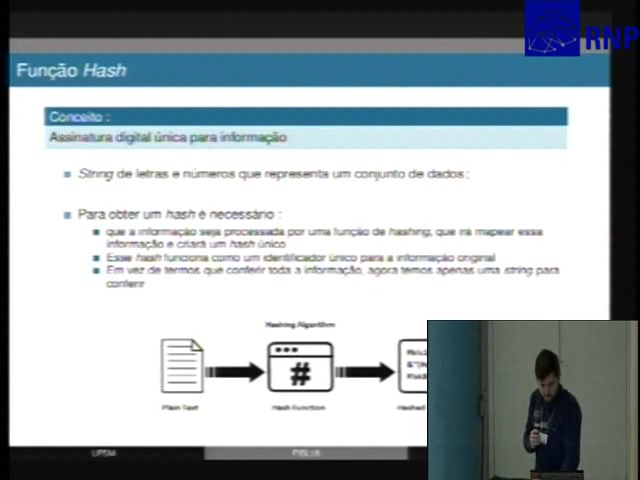 RNP
Função Hash
Conceito :
Assinatura digital única para informação
String de letras e números que representa um conjunto de dados;
Para obter um hash é necessário :
que a informação seja processada por uma função de hashing, que irá mapear essa
informação e criará um hash único
Esse hash funciona como um identificador único para a informação original
Em vez de termos que conferir toda a informação, agora temos apenas uma string para
conferir
Hashing Algorithm
#
Plain Text
Hash Function
Hashed